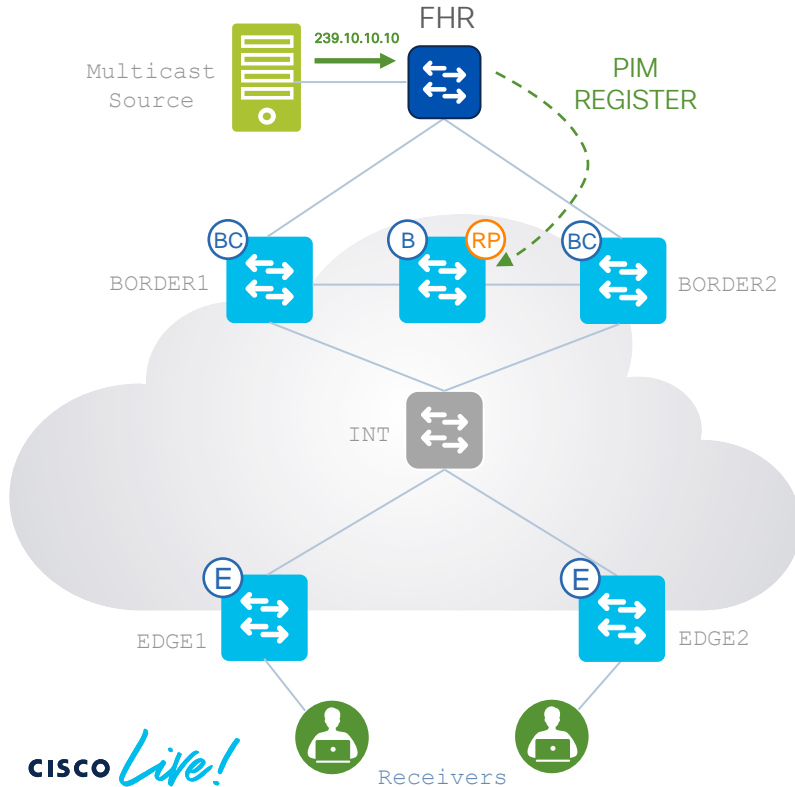 FHR
239.10.10.10
Multicast
Source
PIM
REGISTER
BC
B
RP
BC
BORDER1
BORDER2
INT
E
E
EDGE1
EDGE2
Receivers
CISCO Live!